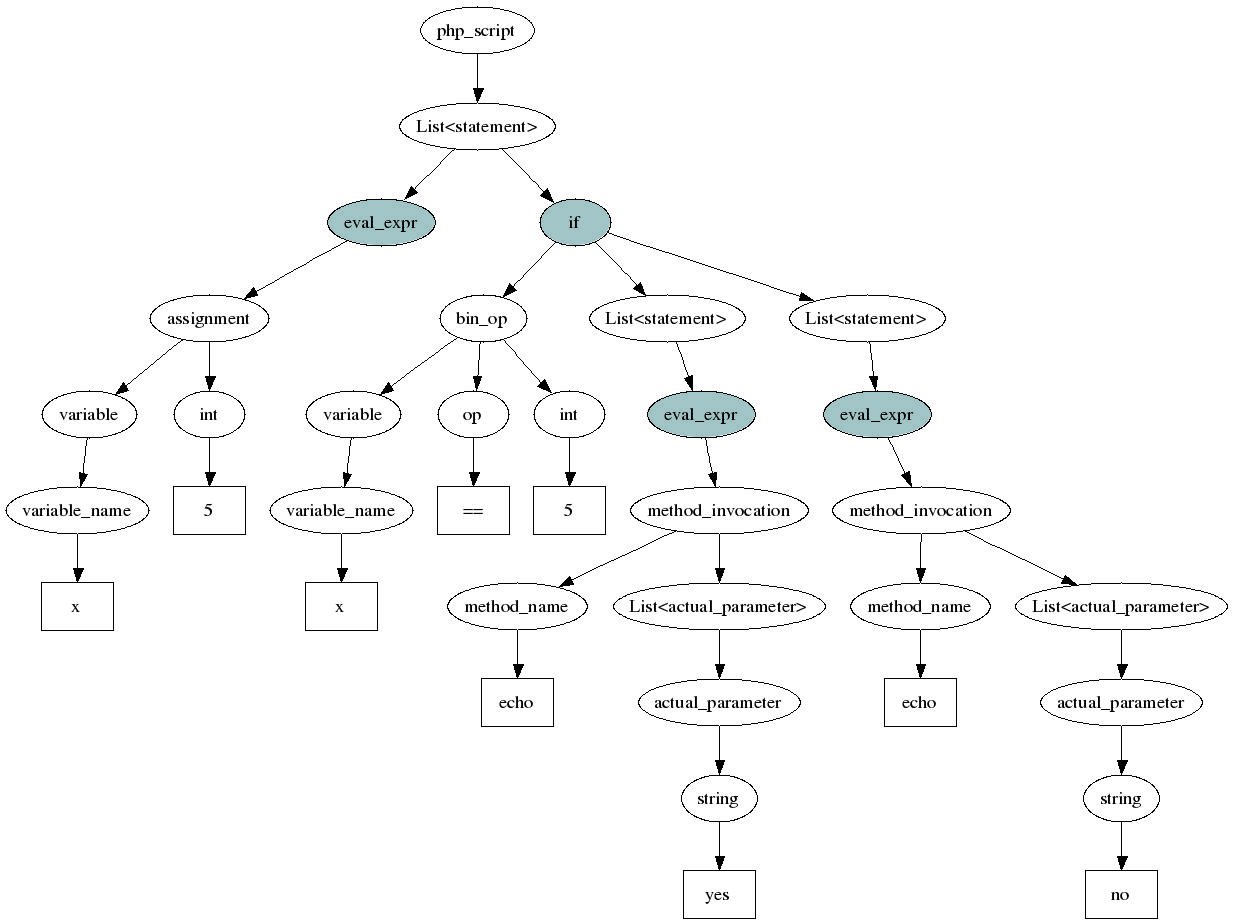 php_script
List<statement>
eval_expr if
assignment bin_op List<statement> List<statement>
variable int variable op int eval_expr eval_expr
variable_name 5 variable_name == 5 method_invocation method_invocation
x x method_name List<actual_parameter> method_name List<actual_parameter>
echo actual_parameter echo actual_parameter
string string
yes no